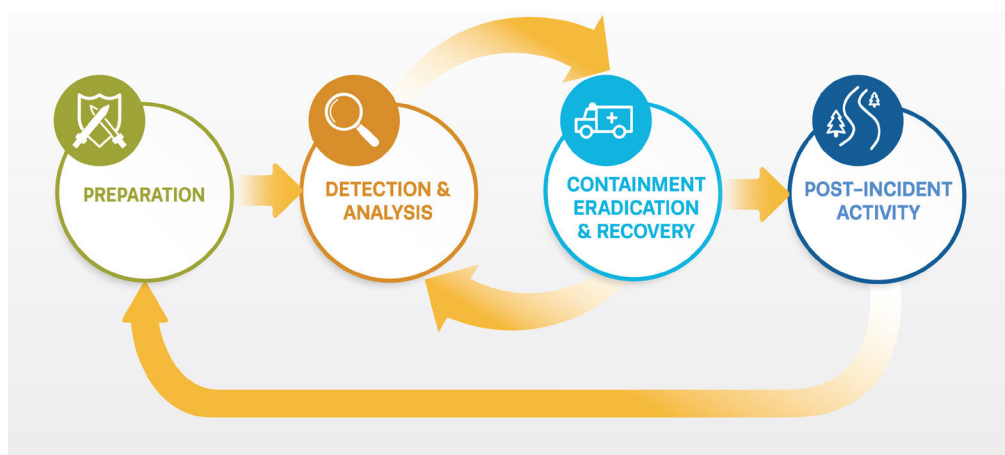 PREPARATION
DETECTION &
ANALYSIS
CONTAINMENT
ERADICATION
& RECOVERY
POST-INCIDENT
ACTIVITY